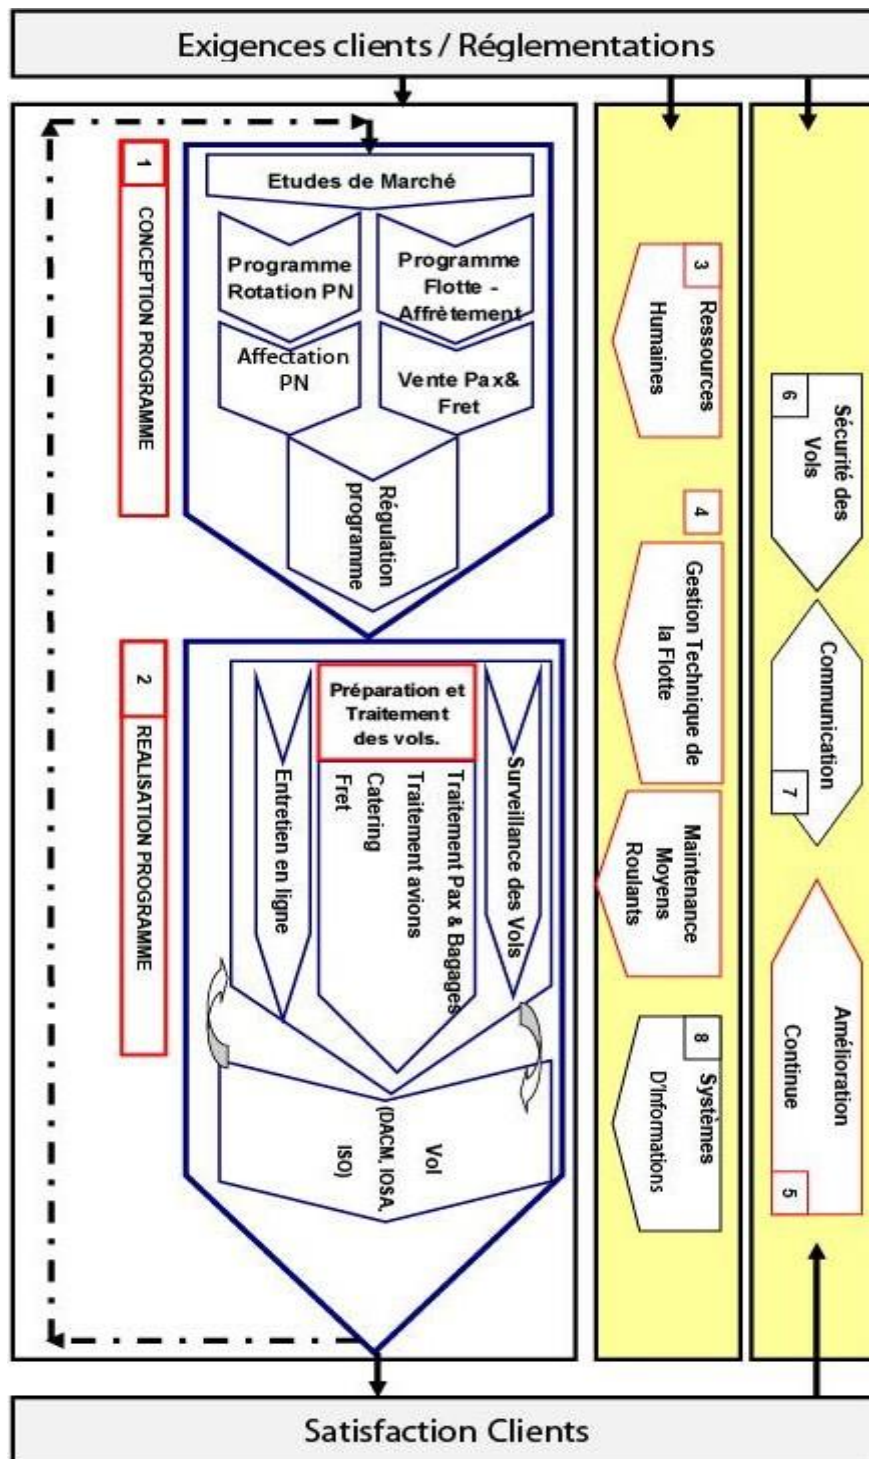 Exigences clients / Réglementations
1
CONCEPTION PROGRAMME
Etudes de Marché
Programme
Rotation PN
Programme
Flotte -
Affrètement
Affectation
PN
Vente Pax&
Fret
Régulation
programme
2
REALISATION PROGRAMME
Entretien en ligne
Préparation et
Traitement
des vols.
Traitement Pax & Bagages
Traitement avions
Catering
Fret
Surveillance des Vols
Vol
(DACM, IOSA,
ISO)
3
Ressources
Humaines
4
Gestion Technique de
la Flotte
Maintenance
Moyens
Roulants
8
Systèmes
D'Informations
6
Sécurité des
Vols
Communication
7
Amélioration
Continue
5
Satisfaction Clients